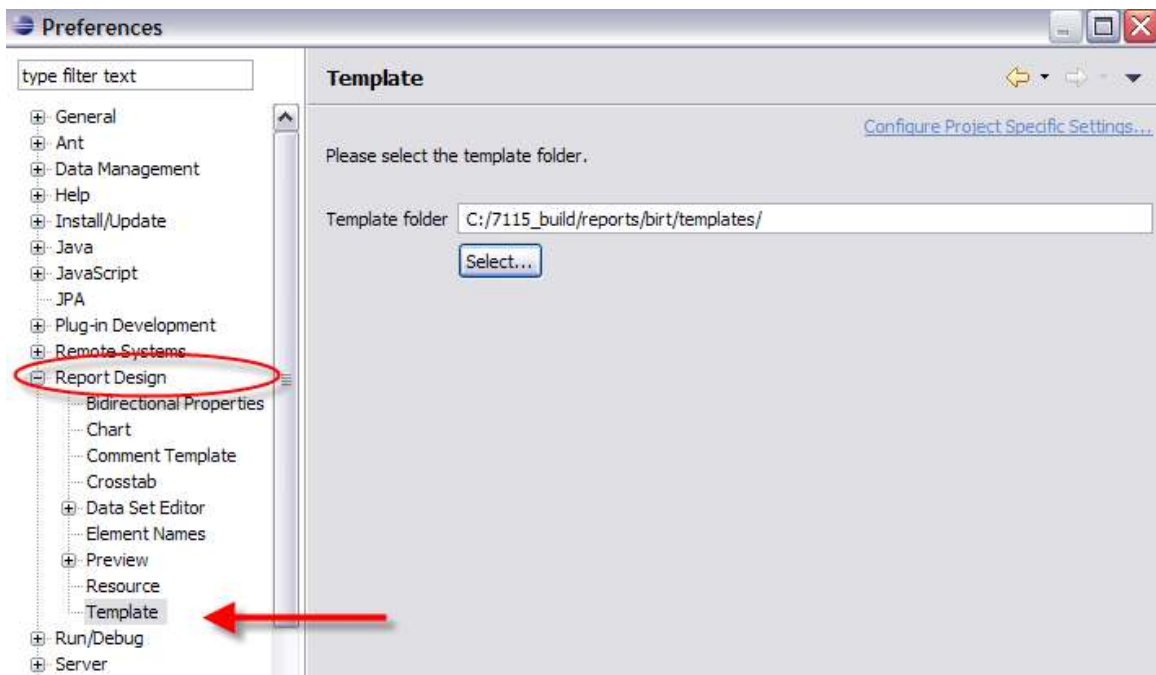 Preferences
type filter text
General
Ant
Data Management
Help
Install/Update
Java
JavaScript
JPA
Plug-in Development
Remote Systems
Report Design
Bidirectional Properties
Chart
Comment Template
Crosstab
Data Set Editor
Element Names
Preview
Resource
Template
Run/Debug
Server
Template
Configure Project Specific Settings...
Please select the template folder.
Template folder C:/7115_build/reports/birt/templates/
Select...